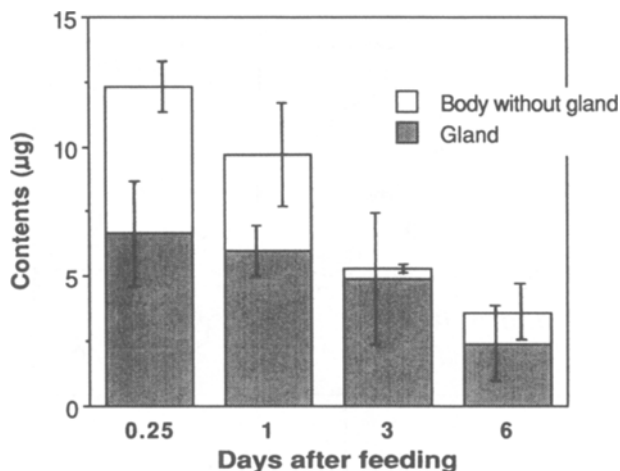 15
10
5
0
Contents (µg)
Body without gland
Gland
0.25 1 3 6
Days after feeding